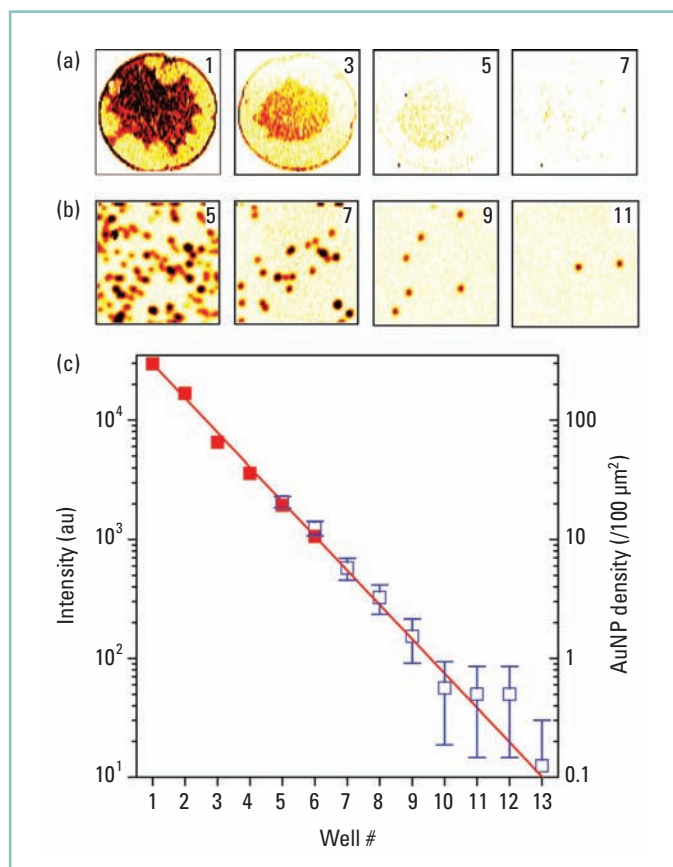 (a)
1 3 5 7
(b)
5 7 9 11
(c)
10⁴
10³
10²
10¹
Intensity (au)
100
10
1
0.1
AuNP density (/100 µm²)
1 2 3 4 5 6 7 8 9 10 11 12 13
Well #